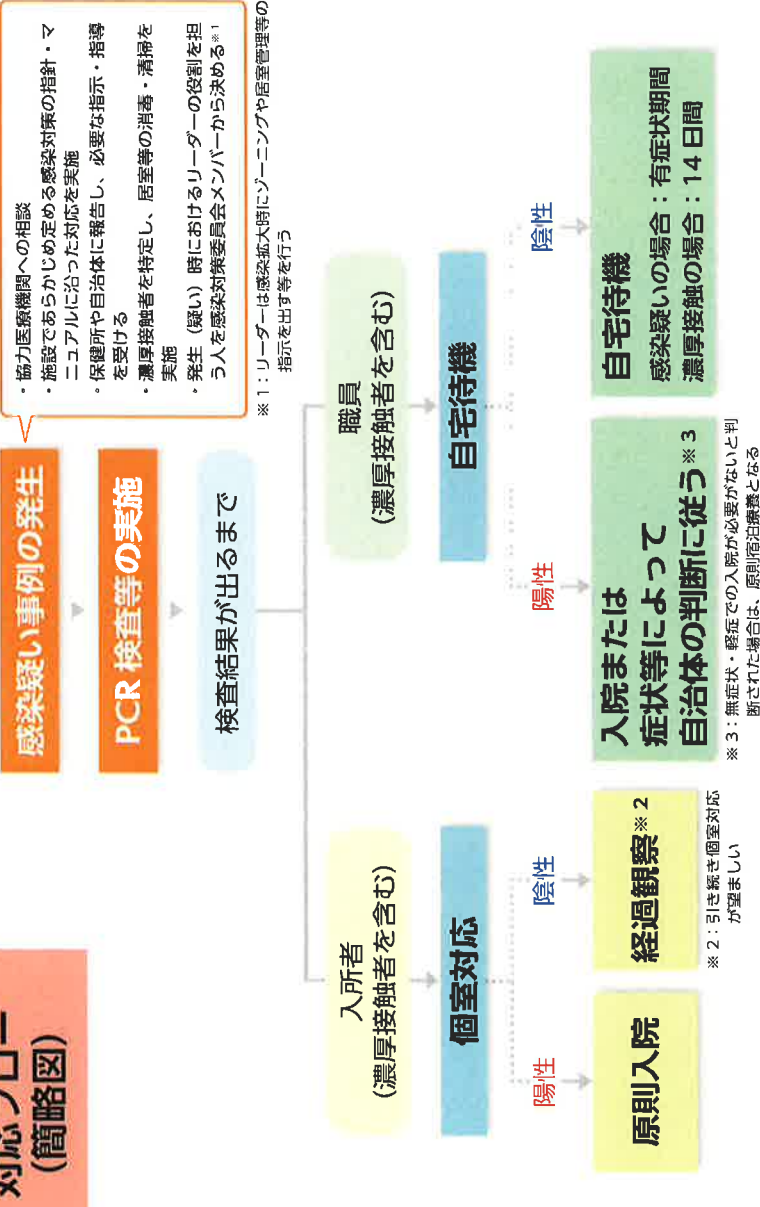 対応フロー
(簡略図)
感染疑い事例の発生
・協力医療機関への相談
・施設であらかじめ定める感染対策の指針・マ
ニュアルに沿った対応を実施
・保健所や自治体に報告し、必要な指示・指導
を受ける
・濃厚接触者を特定し、居室等の消毒・清掃を
実施
・発生（疑い）時におけるリーダーの役割を担
う人を感染対策委員会メンバーから決める※1
※1：リーダーは感染拡大時にゾーニングや居室管理等の
指示を出す等を行う
PCR 検査等の実施
検査結果が出るまで
入所者
(濃厚接触者を含む)
個室対応
陽性
原則入院
陰性
経過観察※2
※2：引き続き個室対応
が望ましい
職員
(濃厚接触者を含む)
自宅待機
陽性
入院または
症状等によって
自治体の判断に従う※3
※3：無症状・軽症での入院が必要がないと判
断された場合は、原則宿泊療養となる
陰性
自宅待機
感染疑いの場合：有症状期間
濃厚接触の場合：14 日間